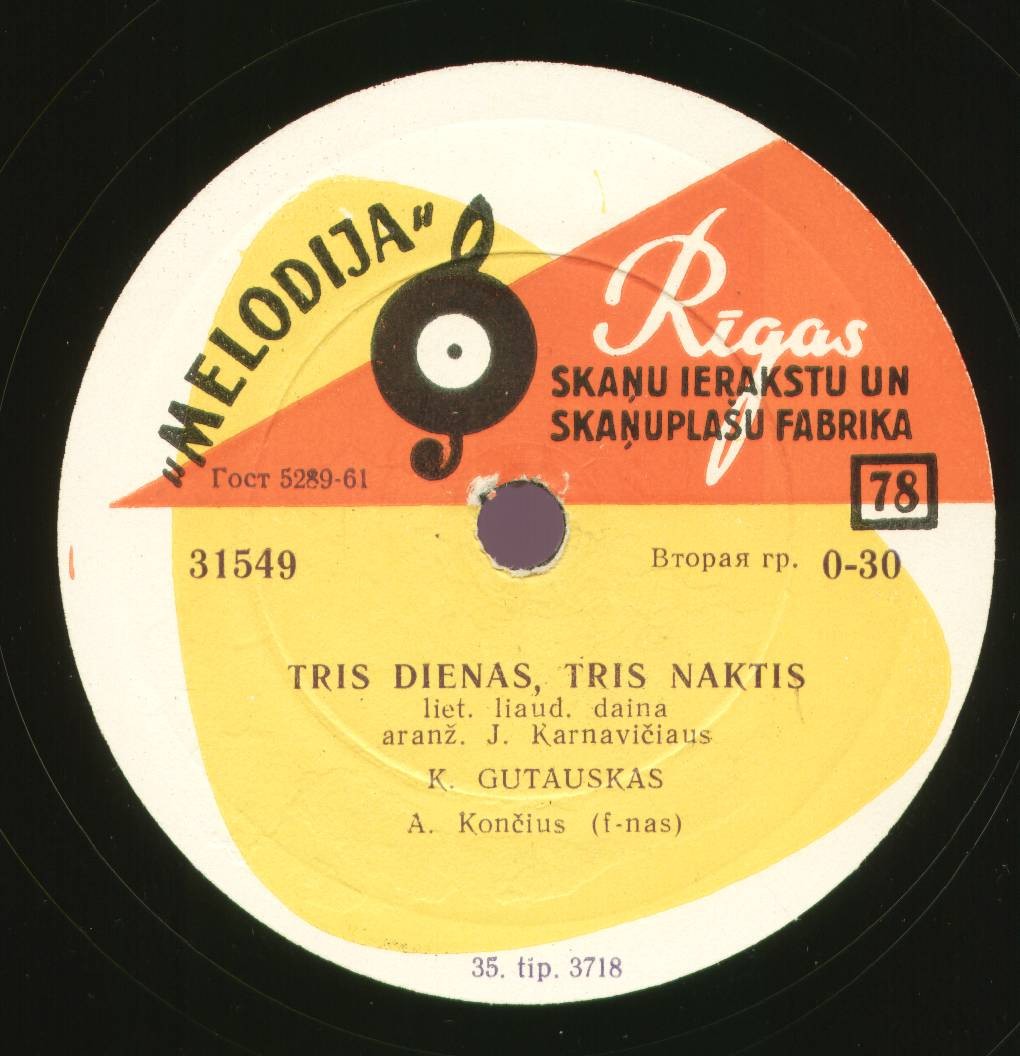 "MELODIJA"
Rīgas
SKAŅU IERAKSTU UN
SKAŅUPLAŠU FABRIKA
Гост 5289-61
78
31549
Вторая гр. 0-30
TRIS DIENAS, TRIS NAKTIS
liet. liaud. daina
aranž. J. Karnavičiaus
K. GUTAUSKAS
A. Končius (f-nas)
35. tip. 3718